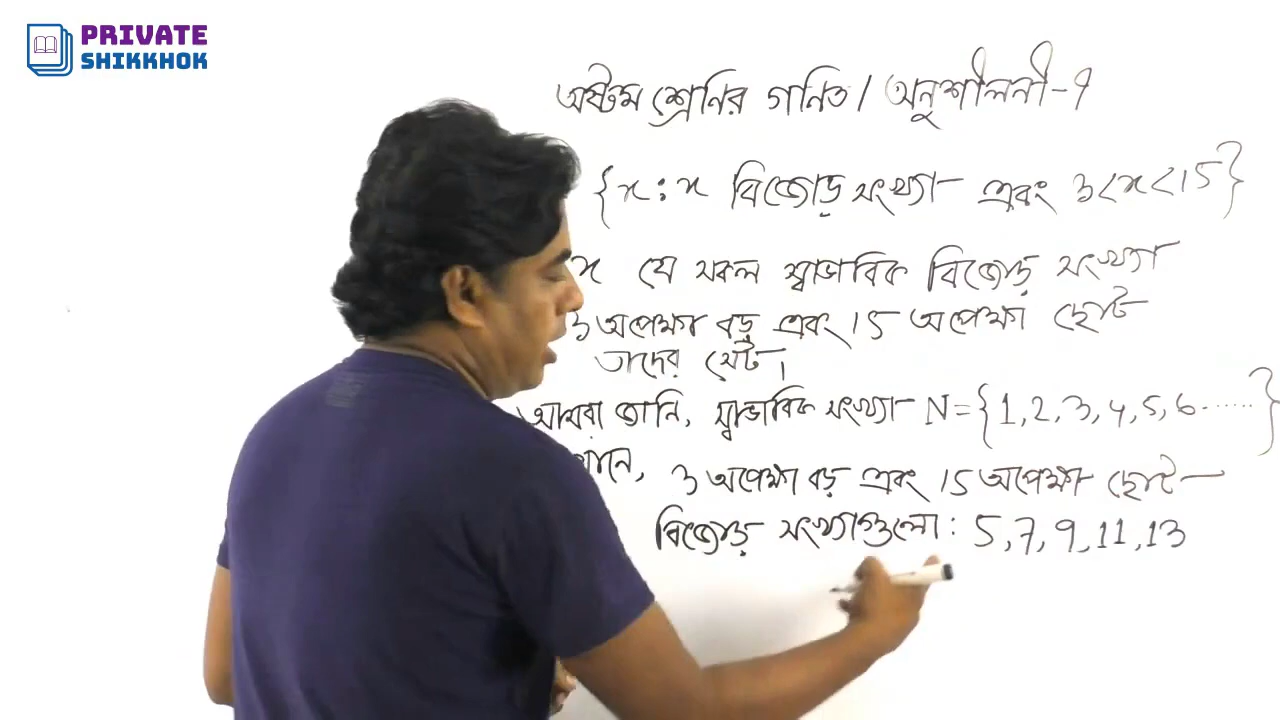 PRIVATE
SHIKKHOK
অষ্টম শ্রেনির গনিত / অনুশীলনী-৭
{x : x বিজোড় সংখ্যা এবং 3<x<15}
x যে সকল স্বাভাবিক বিজোড় সংখ্যা
3 অপেক্ষা বড় এবং 15 অপেক্ষা ছোট
তাদের সেট।
আমরা জানি, স্বাভাবিক সংখ্যা N={1,2,3,4,5,6......}
3 অপেক্ষা বড় এবং 15 অপেক্ষা ছোট
বিজোড় সংখ্যাগুলো : 5,7,9,11,13